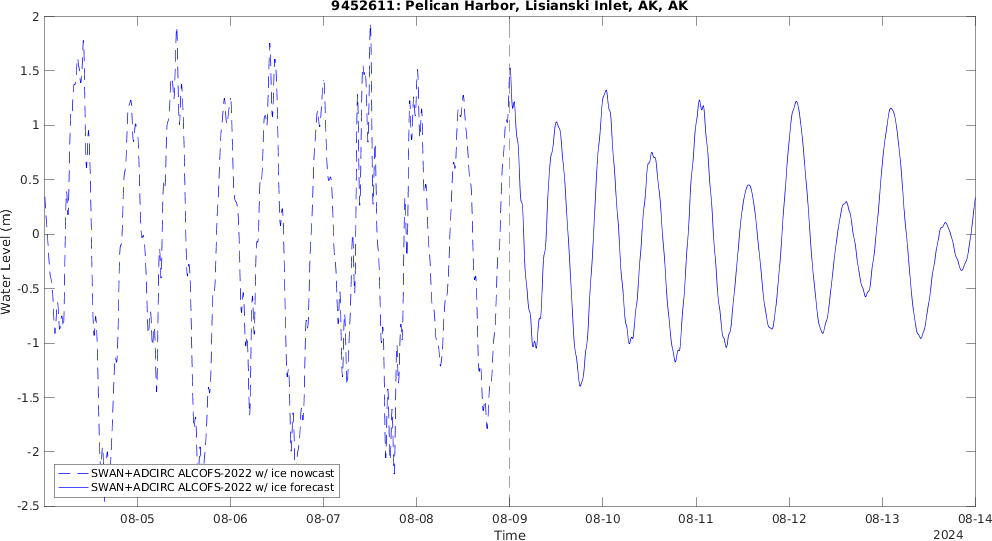 9452611: Pelican Harbor, Lisianski Inlet, AK, AK
Water Level (m)
2
1.5
1
0.5
0
-0.5
-1
-1.5
-2
-2.5
SWAN+ADCIRC ALCOFS-2022 w/ ice nowcast
SWAN+ADCIRC ALCOFS-2022 w/ ice forecast
08-05 08-06 08-07 08-08 08-09 08-10 08-11 08-12 08-13 08-14
Time
2024